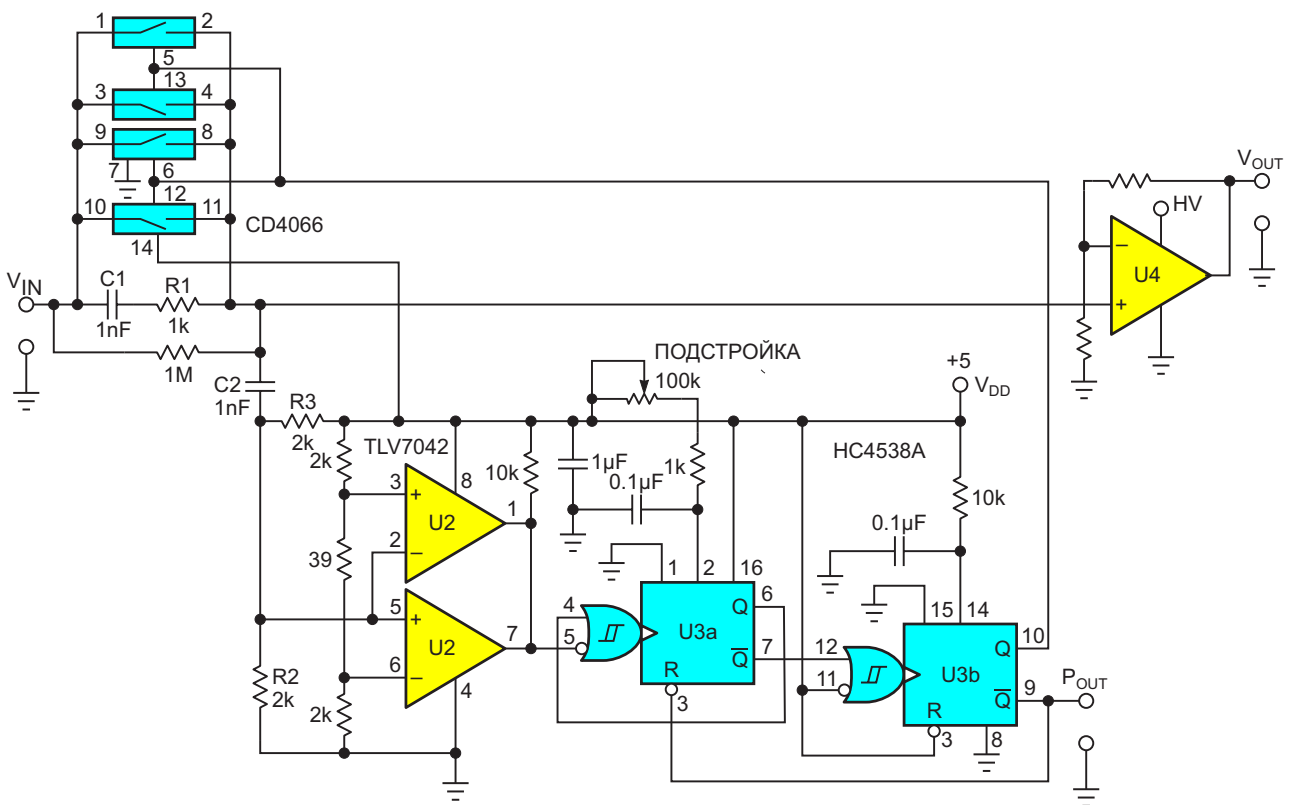 1 2
5
13
3 4
9 8
7 6
12
10 11
CD4066
14
V_OUT
HV
−
U4
+
V_IN
C1 R1
1nF 1k
1M
ПОДСТРОЙКА
100k
+5
V_DD
C2
1nF
R3
2k
2k
TLV7042
10k
1µF
0.1µF
1k
HC4538A
10k
0.1µF
3 + 8
U2 1
2 −
39
5 +
U2 7
6 −
4
R2
2k
2k
1 2 16
4
5
U3a
Q 6
Q 7
R
3
15 14
12
11
U3b
Q 10
Q 9
R
3 8
P_OUT